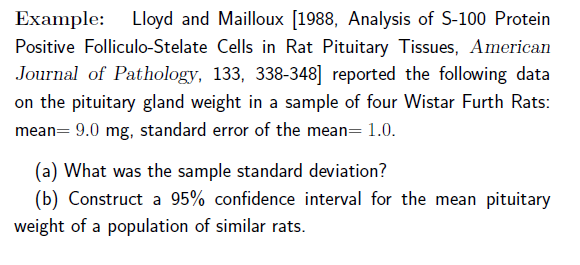 Example: Lloyd and Mailloux [1988, Analysis of S-100 Protein
Positive Folliculo-Stelate Cells in Rat Pituitary Tissues, American
Journal of Pathology, 133, 338-348] reported the following data
on the pituitary gland weight in a sample of four Wistar Furth Rats:
mean= 9.0 mg, standard error of the mean= 1.0.
(a) What was the sample standard deviation?
(b) Construct a 95% confidence interval for the mean pituitary
weight of a population of similar rats.